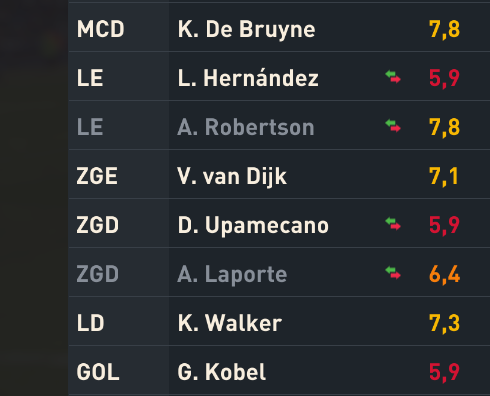 MCD K. De Bruyne 7,8
LE L. Hernández 5,9
LE A. Robertson 7,8
ZGE V. van Dijk 7,1
ZGD D. Upamecano 5,9
ZGD A. Laporte 6,4
LD K. Walker 7,3
GOL G. Kobel 5,9